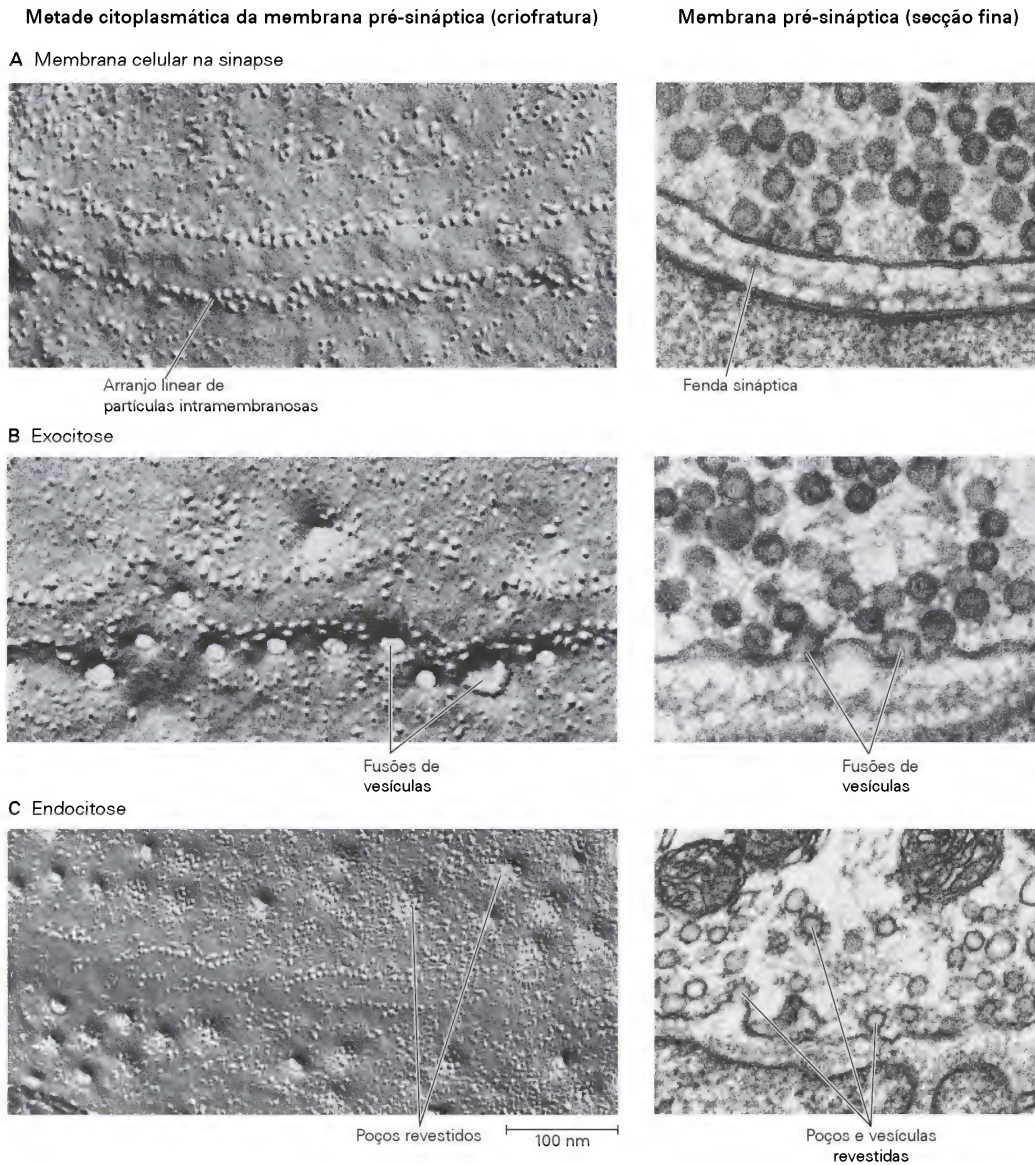 Metade citoplasmática da membrana pré-sináptica (criofratura)
Membrana pré-sináptica (secção fina)
A Membrana celular na sinapse
Arranjo linear de
partículas intramembranosas
Fenda sináptica
B Exocitose
Fusões de
vesículas
Fusões de
vesículas
C Endocitose
Poços revestidos
100 nm
Poços e vesículas
revestidas